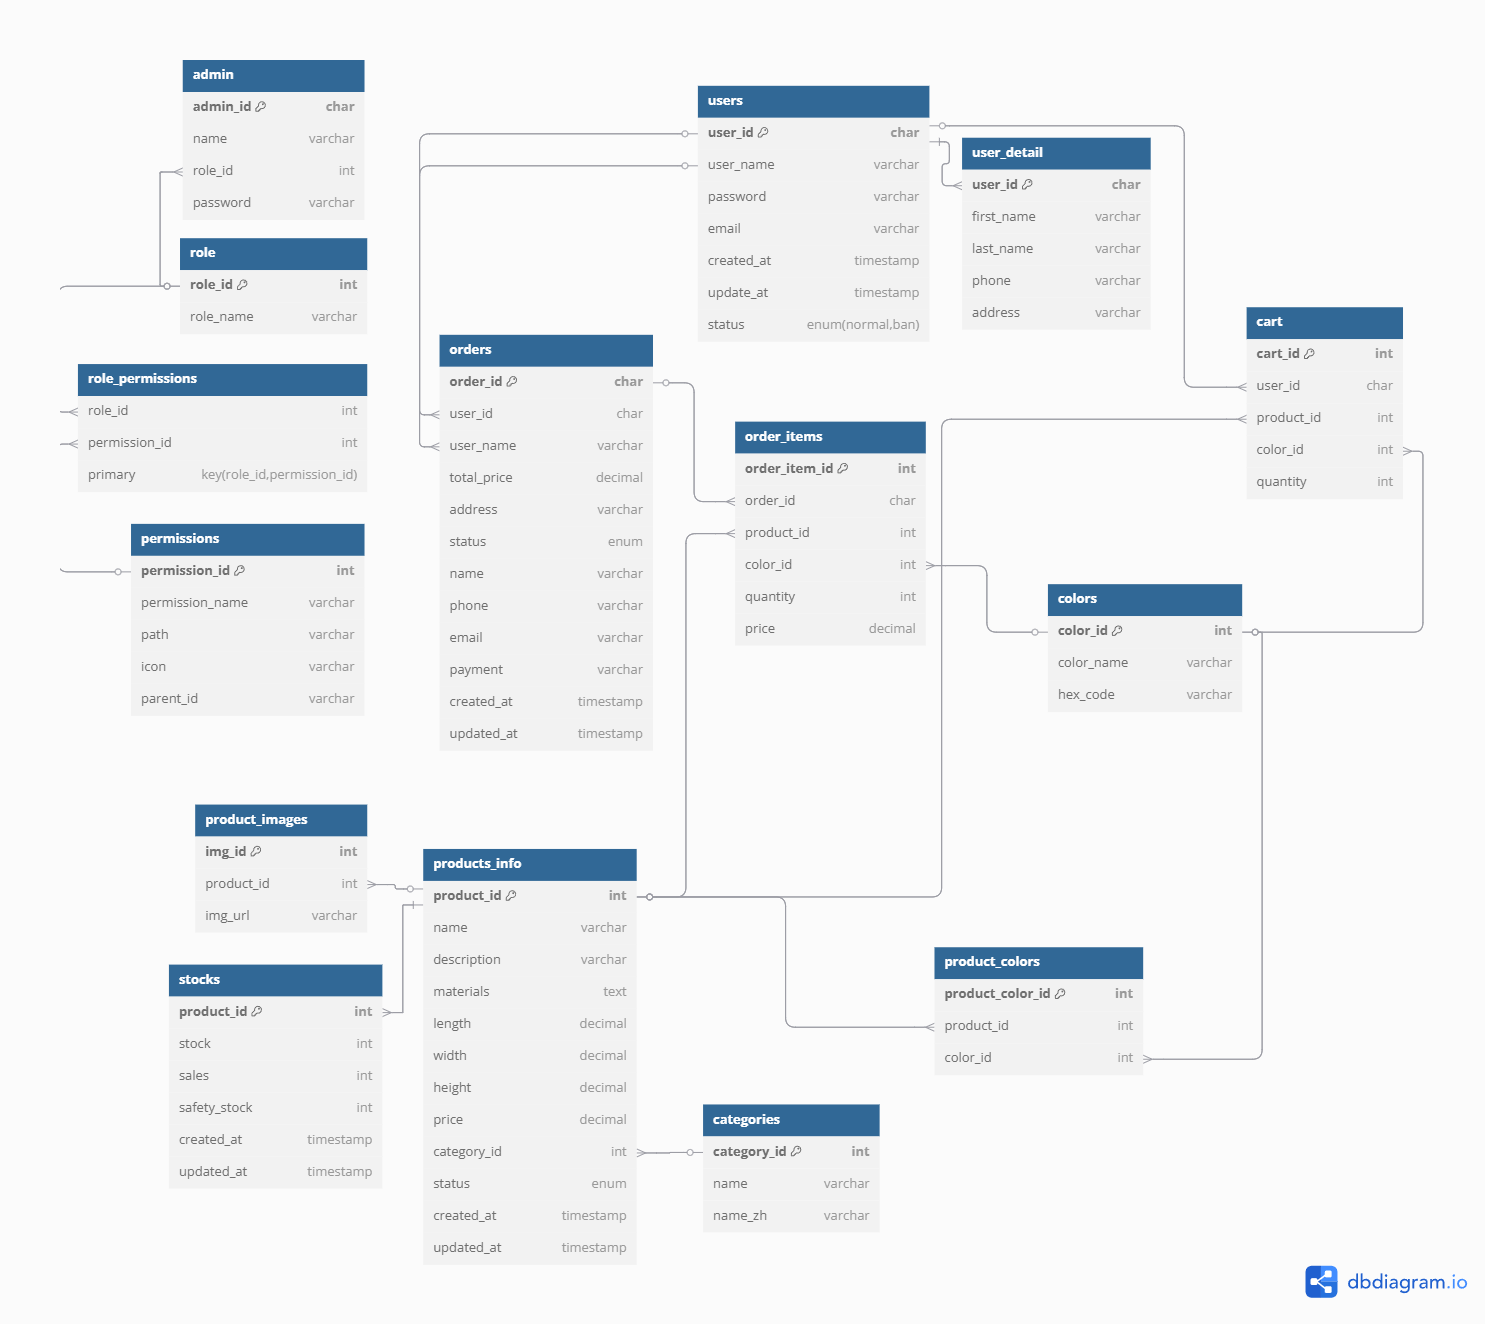 admin
admin_id char
name varchar
role_id int
password varchar
role
role_id int
role_name varchar
role_permissions
role_id int
permission_id int
primary key(role_id,permission_id)
permissions
permission_id int
permission_name varchar
path varchar
icon varchar
parent_id varchar
users
user_id char
user_name varchar
password varchar
email varchar
created_at timestamp
update_at timestamp
status enum(normal,ban)
user_detail
user_id char
first_name varchar
last_name varchar
phone varchar
address varchar
orders
order_id char
user_id char
user_name varchar
total_price decimal
address varchar
status enum
name varchar
phone varchar
email varchar
payment varchar
created_at timestamp
updated_at timestamp
order_items
order_item_id int
order_id char
product_id int
color_id int
quantity int
price decimal
cart
cart_id int
user_id char
product_id int
color_id int
quantity int
colors
color_id int
color_name varchar
hex_code varchar
product_images
img_id int
product_id int
img_url varchar
stocks
product_id int
stock int
sales int
safety_stock int
created_at timestamp
updated_at timestamp
products_info
product_id int
name varchar
description varchar
materials text
length decimal
width decimal
height decimal
price decimal
category_id int
status enum
created_at timestamp
updated_at timestamp
product_colors
product_color_id int
product_id int
color_id int
categories
category_id int
name varchar
name_zh varchar
dbdiagram.io